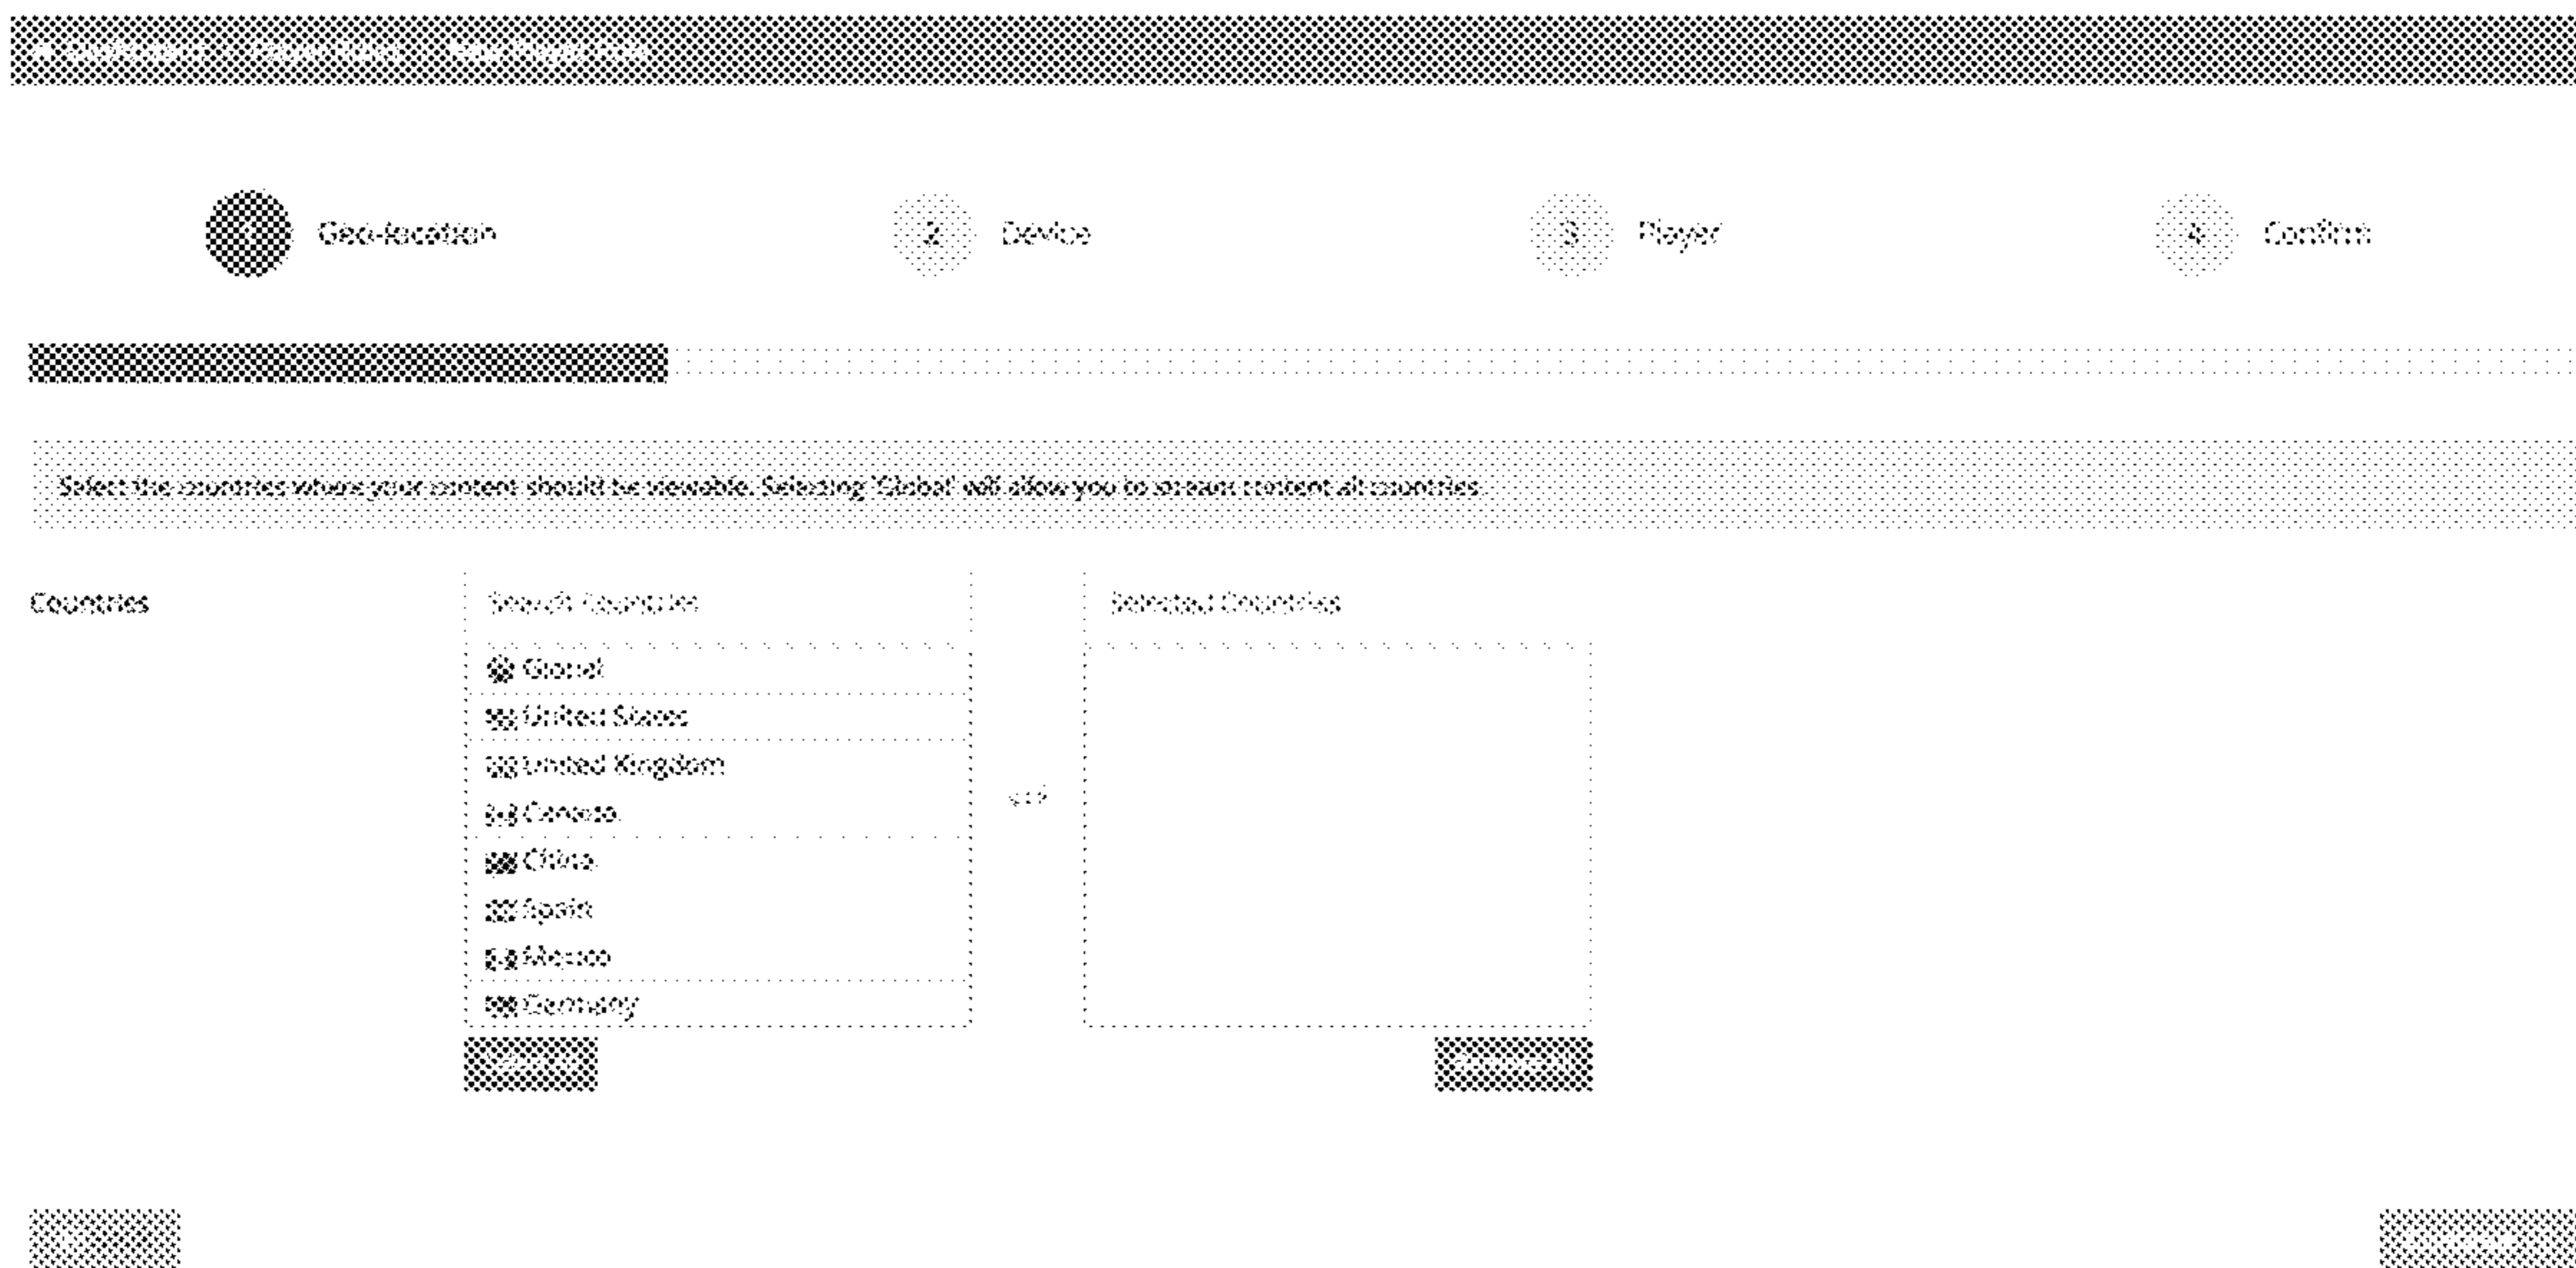 2 Device
3 Player
4 Confirm
Geo-location
Select the countries where your content should be viewable. Selecting 'Global' will allow you to stream content all countries.
Countries
Search Countries
Selected Countries
Global
United States
United Kingdom
Canada
China
Spain
Mexico
Germany